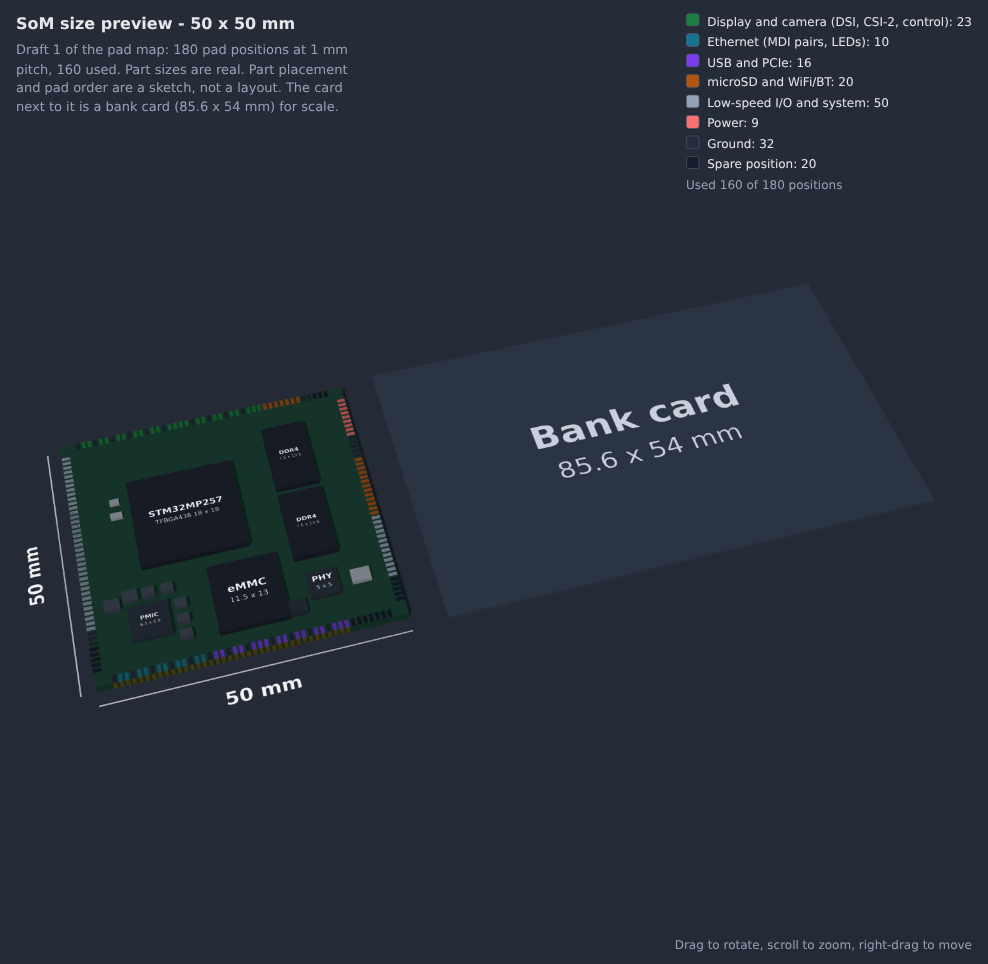 SoM size preview - 50 x 50 mm
Draft 1 of the pad map: 180 pad positions at 1 mm
pitch, 160 used. Part sizes are real. Part placement
and pad order are a sketch, not a layout. The card
next to it is a bank card (85.6 x 54 mm) for scale.
Display and camera (DSI, CSI-2, control): 23
Ethernet (MDI pairs, LEDs): 10
USB and PCIe: 16
microSD and WiFi/BT: 20
Low-speed I/O and system: 50
Power: 9
Ground: 32
Spare position: 20
Used 160 of 180 positions
Bank card
85.6 x 54 mm
DDR4
STM32MP257
TFBGA436 18 x 18
DDR4
eMMC
11.5 x 13
PHY
5 x 5
PMIC
50 mm
50 mm
Drag to rotate, scroll to zoom, right-drag to move